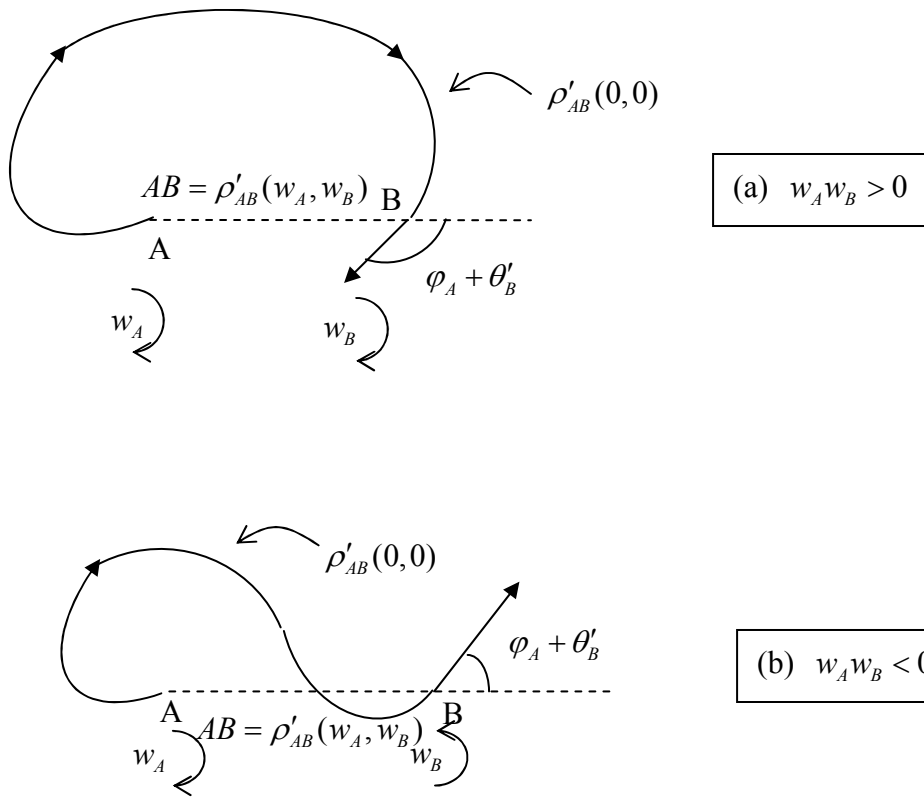 ρ′_AB(0,0)
AB = ρ′_AB(w_A, w_B)
B
(a) w_A w_B > 0
A
φ_A + θ′_B
w_A
w_B
ρ′_AB(0,0)
φ_A + θ′_B
(b) w_A w_B < 0
A
B
AB = ρ′_AB(w_A, w_B)
w_A
w_B